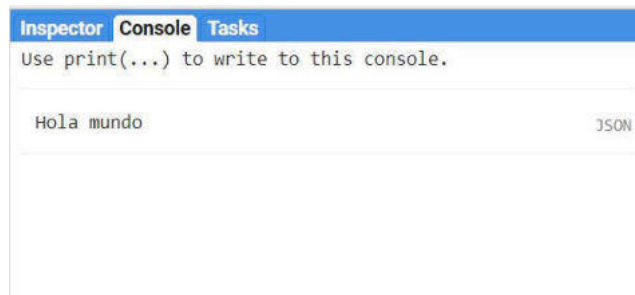 Inspector Console Tasks
Use print(...) to write to this console.
Hola mundo JSON